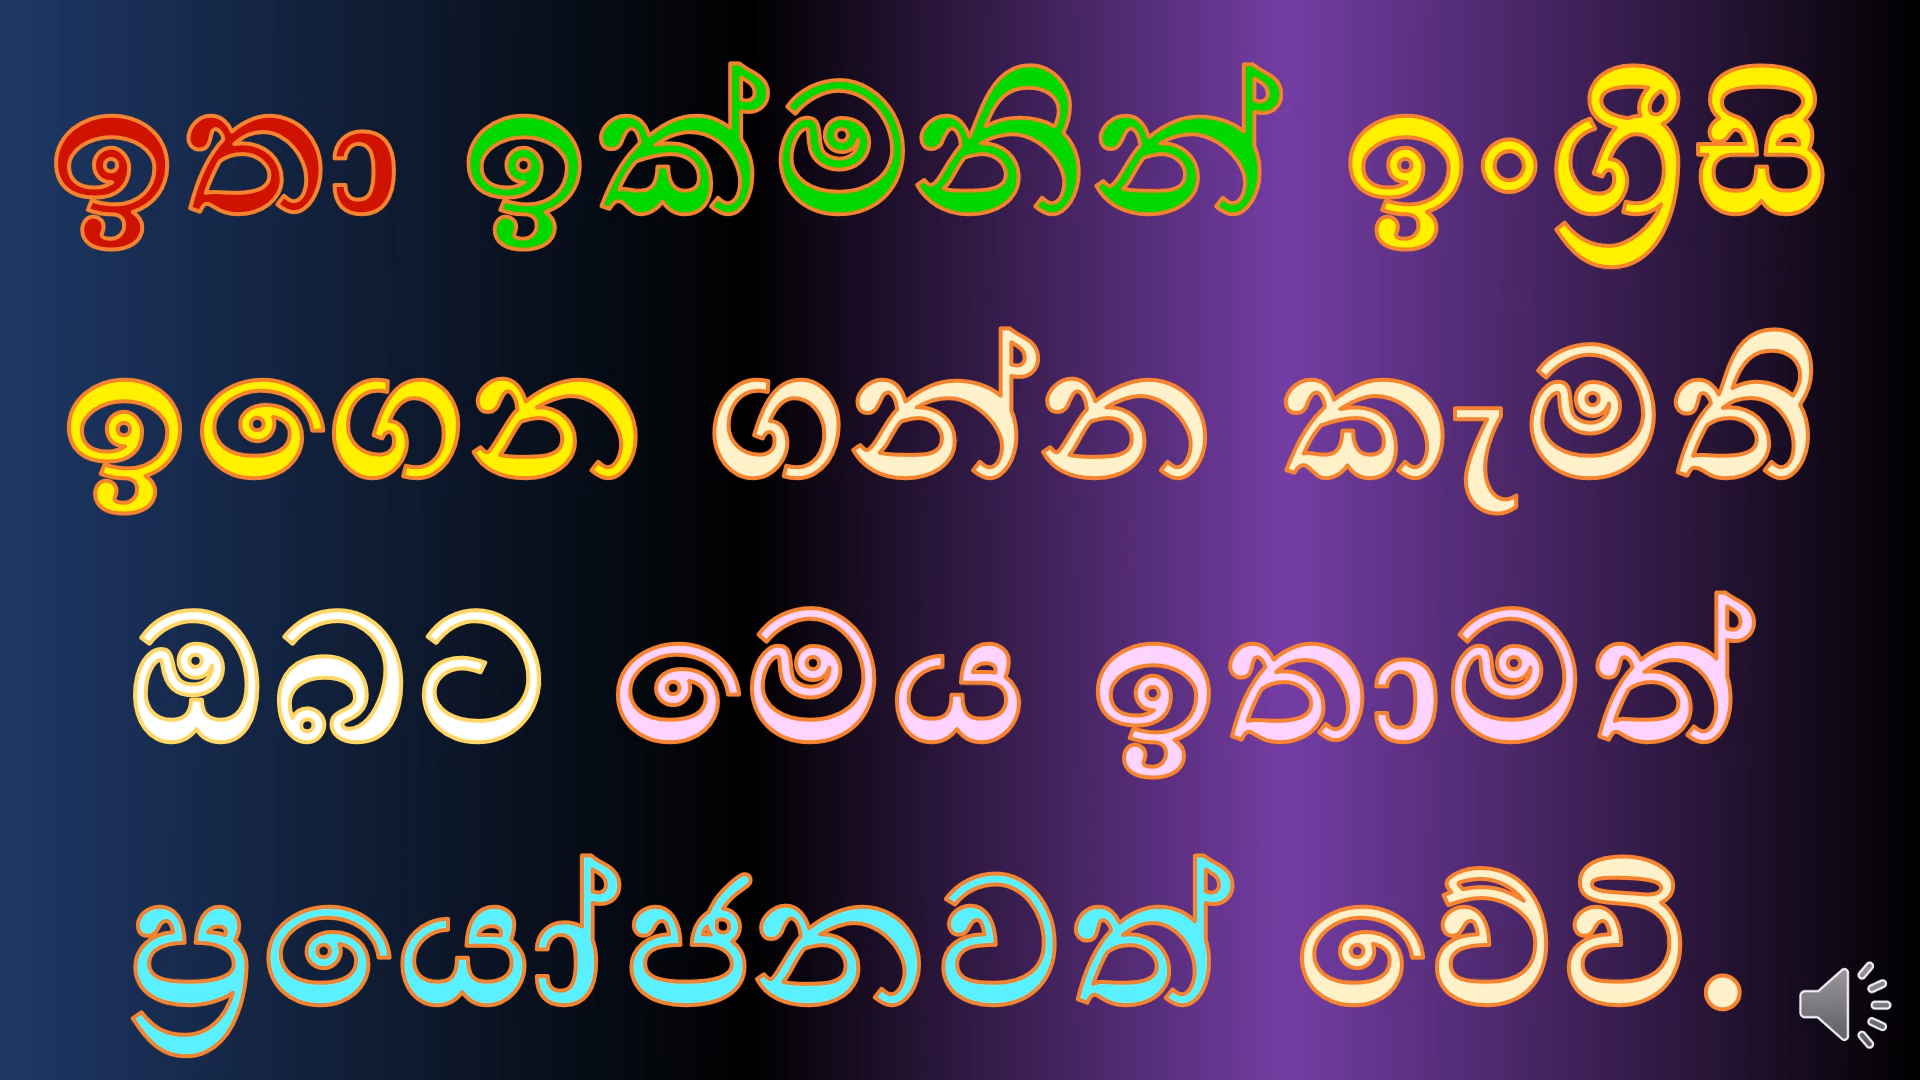 ඉතා ඉක්මනින් ඉංග්‍රීසි
ඉගෙන ගන්න කැමති
ඔබට මෙය ඉතාමත්
ප්‍රයෝජනවත් වේවි.